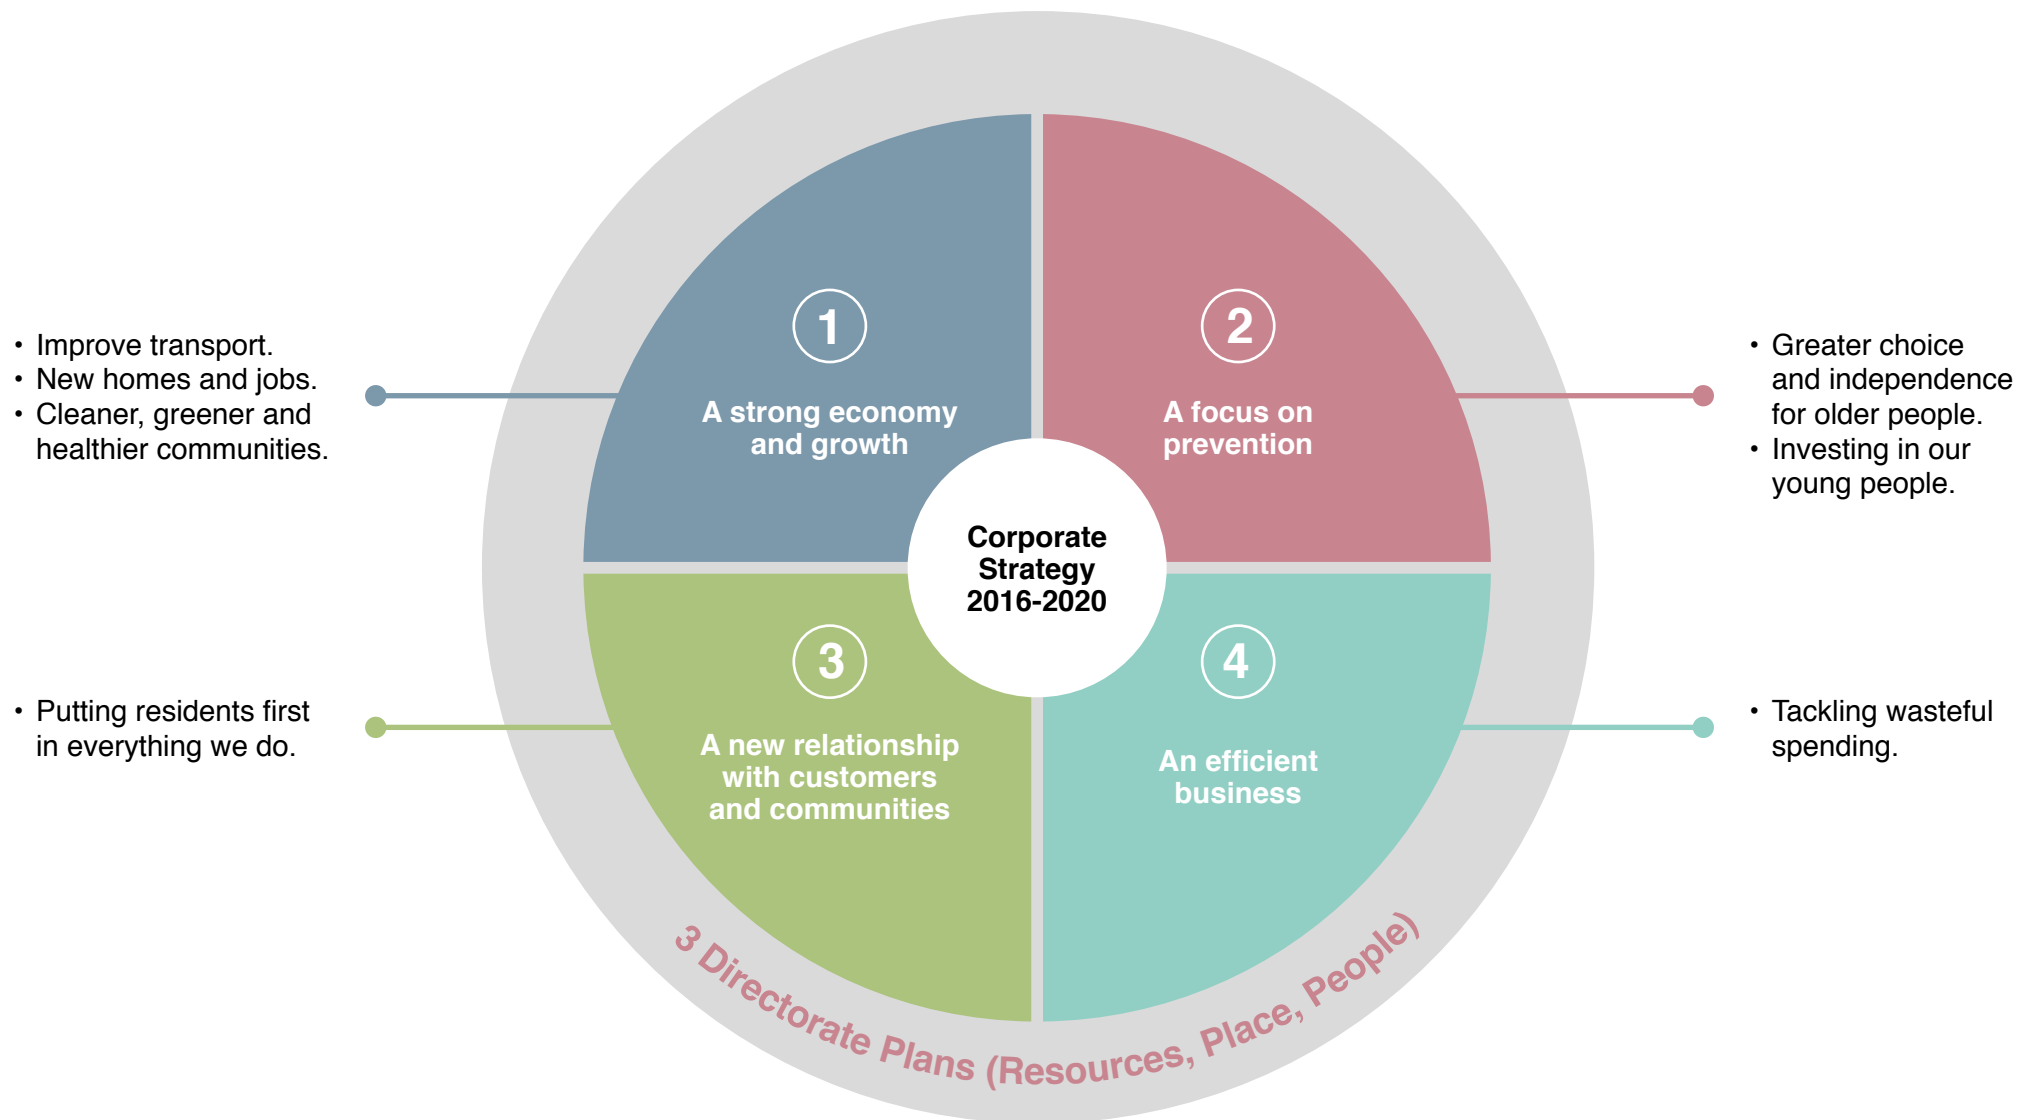 1
A strong economy
and growth
• Improve transport.
• New homes and jobs.
• Cleaner, greener and
healthier communities.
2
A focus on
prevention
• Greater choice
and independence
for older people.
• Investing in our
young people.
Corporate
Strategy
2016-2020
3
A new relationship
with customers
and communities
• Putting residents first
in everything we do.
4
An efficient
business
• Tackling wasteful
spending.
3 Directorate Plans (Resources, Place, People)